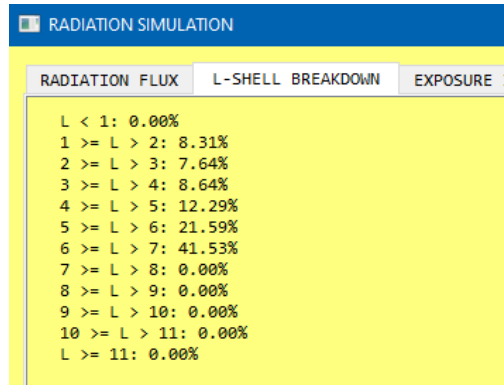 RADIATION SIMULATION
RADIATION FLUX L-SHELL BREAKDOWN EXPOSURE
L < 1: 0.00%
1 >= L > 2: 8.31%
2 >= L > 3: 7.64%
3 >= L > 4: 8.64%
4 >= L > 5: 12.29%
5 >= L > 6: 21.59%
6 >= L > 7: 41.53%
7 >= L > 8: 0.00%
8 >= L > 9: 0.00%
9 >= L > 10: 0.00%
10 >= L > 11: 0.00%
L >= 11: 0.00%